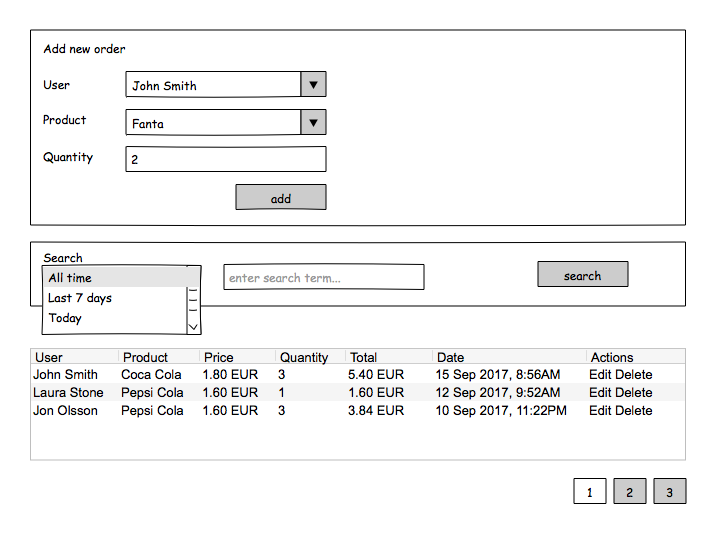 Add new order
User John Smith ▼
Product Fanta ▼
Quantity 2
add
Search
All time
Last 7 days
Today
enter search term...
search
User Product Price Quantity Total Date Actions
John Smith Coca Cola 1.80 EUR 3 5.40 EUR 15 Sep 2017, 8:56AM Edit Delete
Laura Stone Pepsi Cola 1.60 EUR 1 1.60 EUR 12 Sep 2017, 9:52AM Edit Delete
Jon Olsson Pepsi Cola 1.60 EUR 3 3.84 EUR 10 Sep 2017, 11:22PM Edit Delete
1 2 3